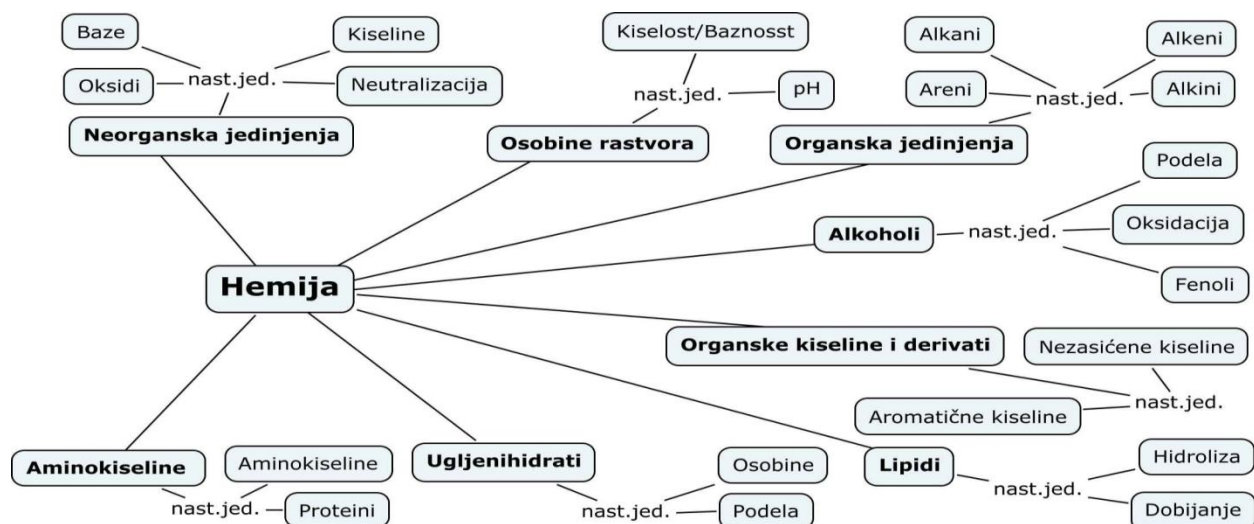 Baze
Kiseline
Oksidi
nast.jed.
Neutralizacija
Neorganska jedinjenja
Kiselost/Baznosst
nast.jed.
pH
Osobine rastvora
Alkani
Alkeni
Areni
nast.jed.
Alkini
Organska jedinjenja
Podela
Alkoholi
nast.jed.
Oksidacija
Fenoli
Hemija
Organske kiseline i derivati
Nezasićene kiseline
Aromatične kiseline
nast.jed.
Aminokiseline
Aminokiseline
nast.jed.
Proteini
Ugljenihidrati
Osobine
nast.jed.
Podela
Lipidi
Hidroliza
nast.jed.
Dobijanje